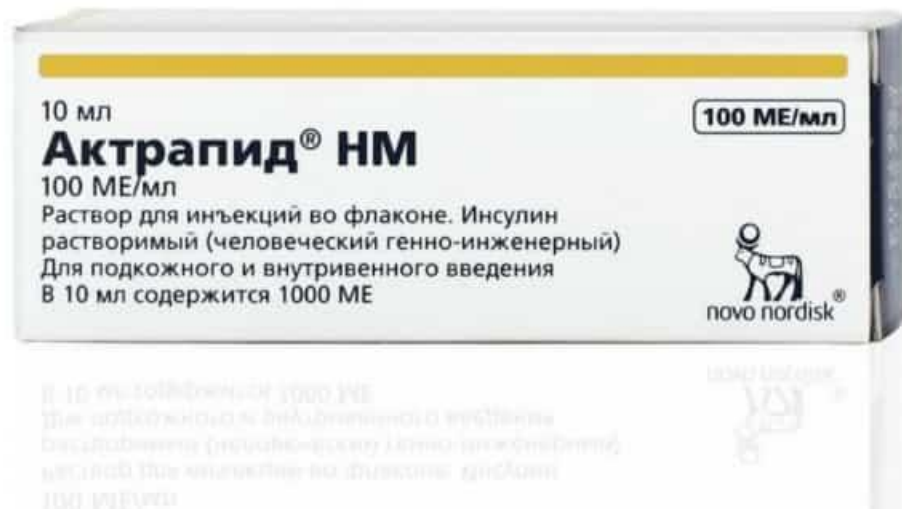 10 мл
100 МЕ/мл
Актрапид® НМ
100 МЕ/мл
Раствор для инъекций во флаконе. Инсулин
растворимый (человеческий генно-инженерный)
Для подкожного и внутривенного введения
В 10 мл содержится 1000 МЕ
novo nordisk®